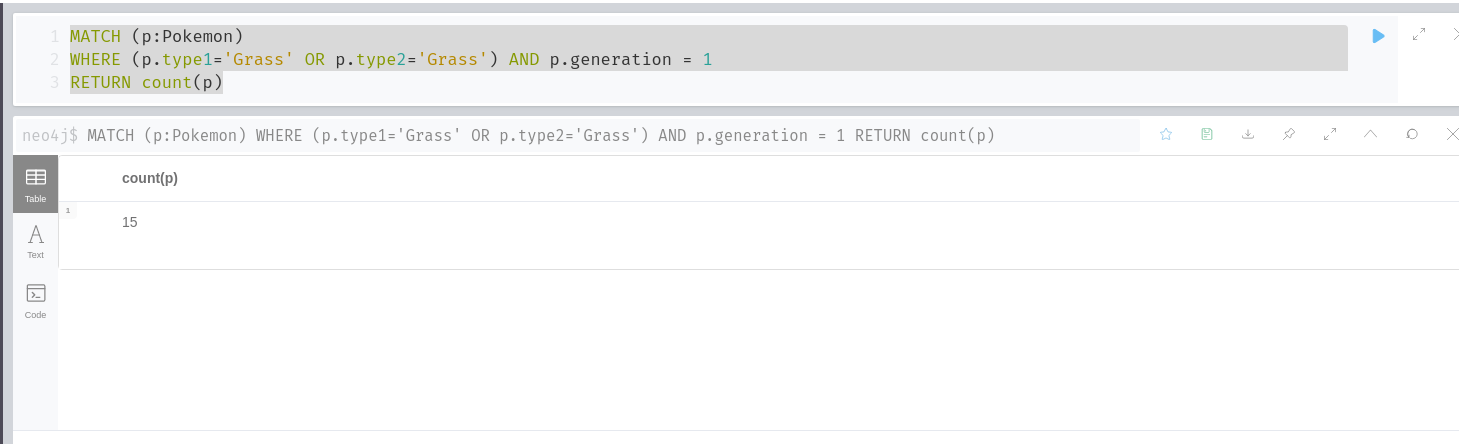 1 MATCH (p:Pokemon)
2 WHERE (p.type1='Grass' OR p.type2='Grass') AND p.generation = 1
3 RETURN count(p)
neo4j$ MATCH (p:Pokemon) WHERE (p.type1='Grass' OR p.type2='Grass') AND p.generation = 1 RETURN count(p)
Table
count(p)
1
15
A
Text
Code